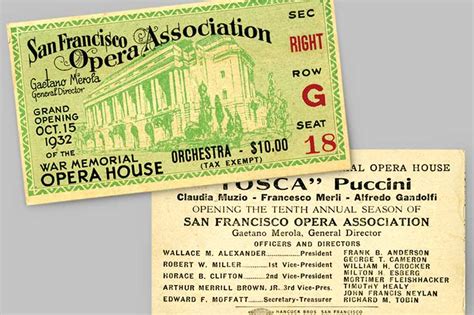 San Francisco
Opera Association
Gaetano Merola
General Director
GRAND
OPENING
OCT. 15
1932
OF THE
WAR MEMORIAL
OPERA HOUSE
ORCHESTRA - $10.00
(TAX EXEMPT)
SEC
RIGHT
ROW
G
SEAT
18
OPERA HOUSE
"TOSCA" Puccini
Claudia Muzio - Francesco Merli - Alfredo Gandolfi
OPENING THE TENTH ANNUAL SEASON OF
SAN FRANCISCO OPERA ASSOCIATION
Gaetano Merola, General Director
OFFICERS AND DIRECTORS
WALLACE M. ALEXANDER President
ROBERT W. MILLER 1st Vice-President
HORACE B. CLIFTON 2nd Vice-President
ARTHUR MERRILL BROWN, JR. 3rd Vice-Pres.
EDWARD F. MOFFATT Secretary-Treasurer
FRANK B. ANDERSON
GEORGE T. CAMERON
WILLIAM H. CROCKER
MILTON H. ESBERG
MORTIMER FLEISHHACKER
TIMOTHY HEALY
JOHN FRANCIS NEYLAN
RICHARD M. TOBIN
HANCOCK BROS. SAN FRANCISCO